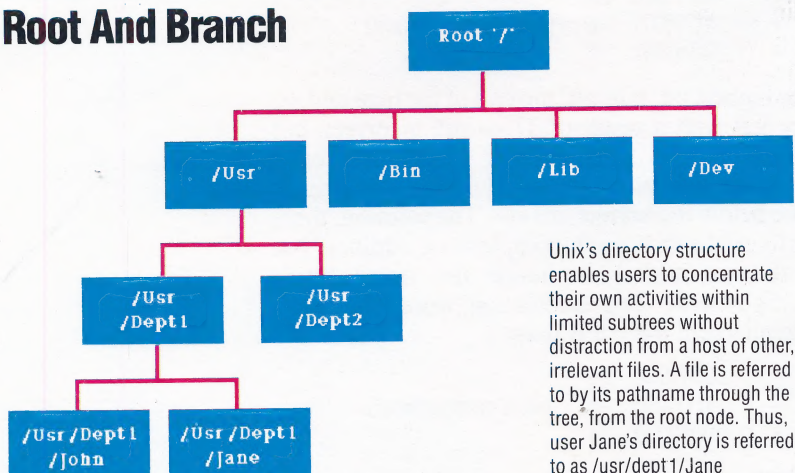 Root And Branch
Root '/'
/Usr
/Bin
/Lib
/Dev
/Usr
/Dept1
/Usr
/Dept2
/Usr/Dept1
/John
/Usr/Dept1
/Jane
Unix's directory structure
enables users to concentrate
their own activities within
limited subtrees without
distraction from a host of other,
irrelevant files. A file is referred
to by its pathname through the
tree, from the root node. Thus,
user Jane's directory is referred
to as /usr/dept1/Jane